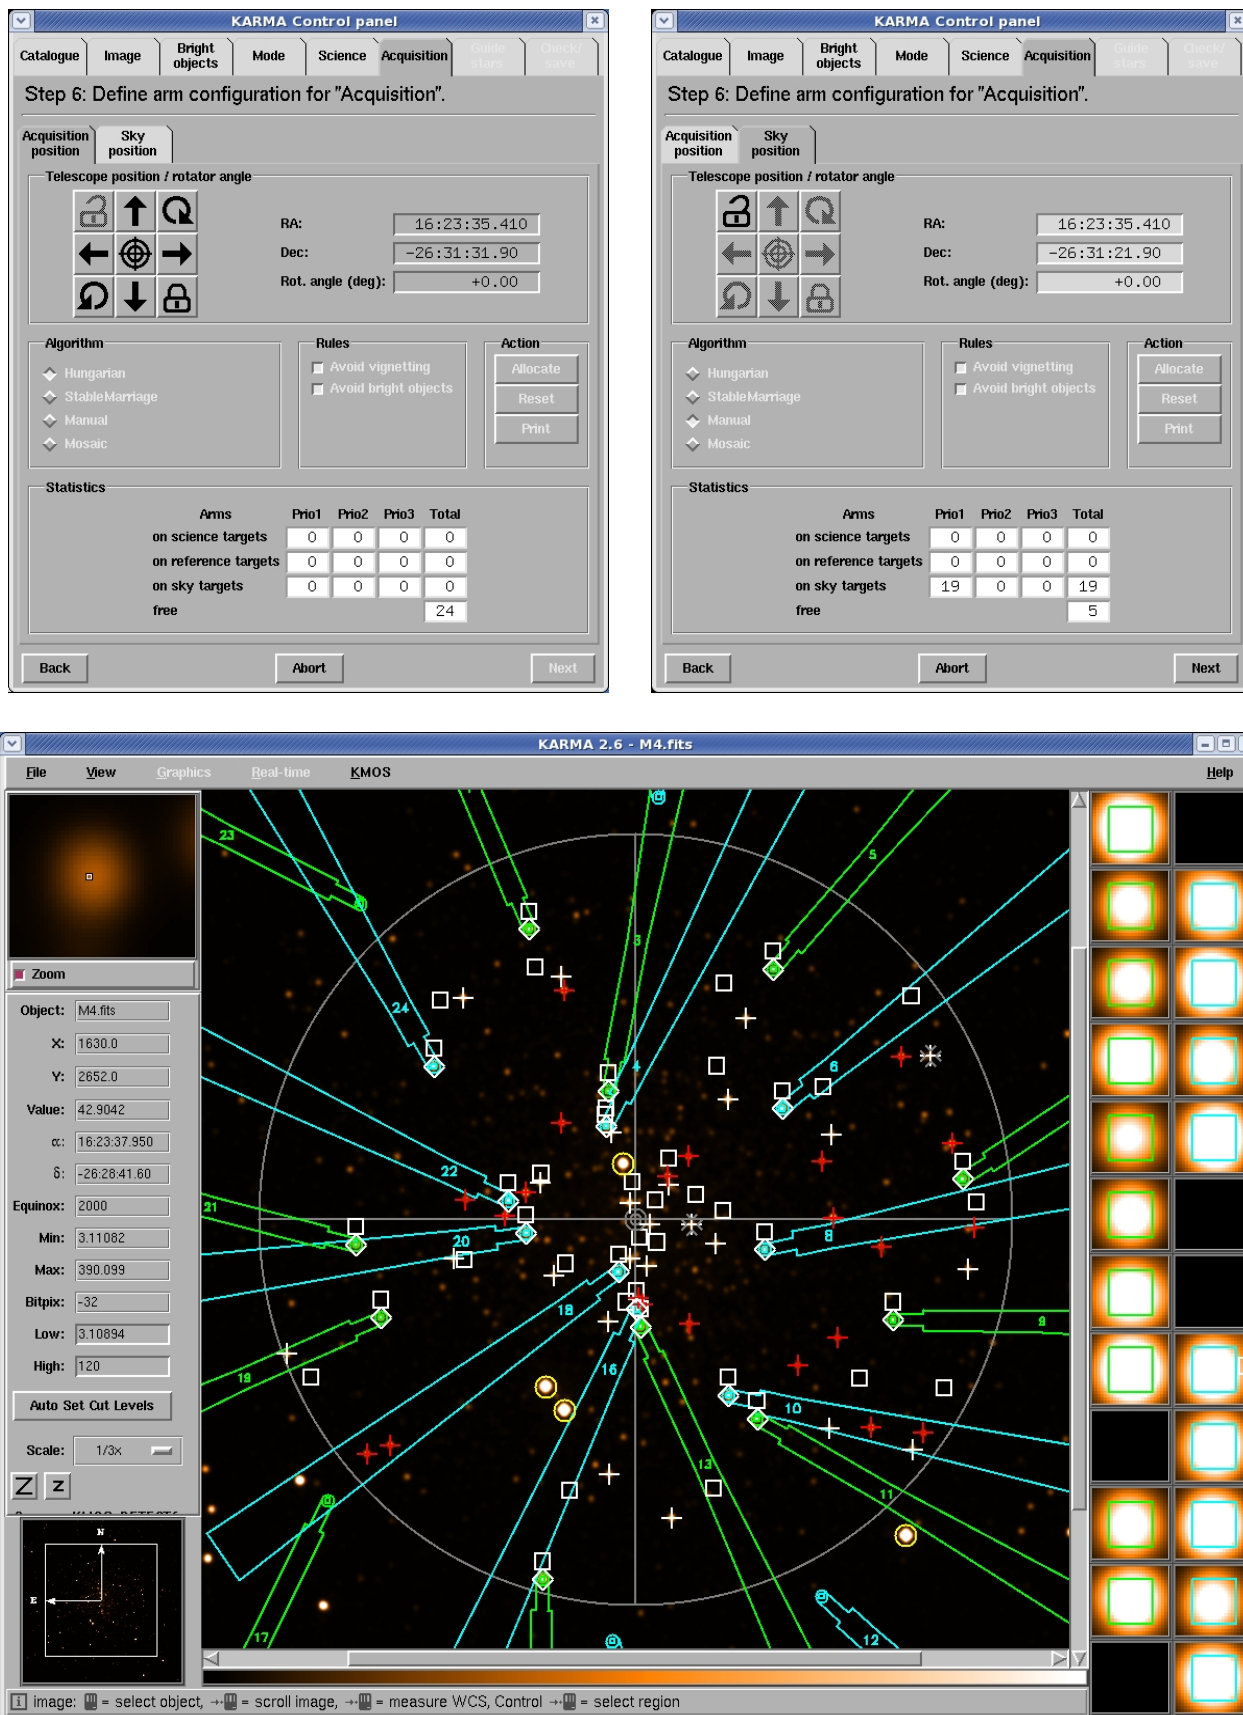 KARMA Control panel
Catalogue Image Bright objects Mode Science Acquisition Guide stars Check/ save
Step 6: Define arm configuration for "Acquisition".
Acquisition position Sky position
Telescope position / rotator angle
RA: 16:23:35.410
Dec: -26:31:31.90
Rot. angle (deg): +0.00
Algorithm Rules Action
Hungarian Avoid vignetting Allocate
StableMarriage Avoid bright objects Reset
Manual Print
Mosaic
Statistics
Arms Prio1 Prio2 Prio3 Total
on science targets 0 0 0 0
on reference targets 0 0 0 0
on sky targets 0 0 0 0
free 24
Back Abort Next
KARMA Control panel
Catalogue Image Bright objects Mode Science Acquisition Guide stars Check/ save
Step 6: Define arm configuration for "Acquisition".
Acquisition position Sky position
Telescope position / rotator angle
RA: 16:23:35.410
Dec: -26:31:21.90
Rot. angle (deg): +0.00
Algorithm Rules Action
Hungarian Avoid vignetting Allocate
StableMarriage Avoid bright objects Reset
Manual Print
Mosaic
Statistics
Arms Prio1 Prio2 Prio3 Total
on science targets 0 0 0 0
on reference targets 0 0 0 0
on sky targets 19 0 0 19
free 5
Back Abort Next
KARMA 2.6 - M4.fits
File View Graphics Real-time KMOS Help
Zoom
Object: M4.fits
X: 1630.0
Y: 2652.0
Value: 42.9042
α: 16:23:37.950
δ: -26:28:41.60
Equinox: 2000
Min: 3.11082
Max: 390.099
Bitpix: -32
Low: 3.10894
High: 120
Auto Set Cut Levels
Scale: 1/3x
Z z
N
E
23
5
3
24
4
6
22
21
20
8
18
9
19
16
10
13
11
17
12
image: = select object, = scroll image, = measure WCS, Control = select region